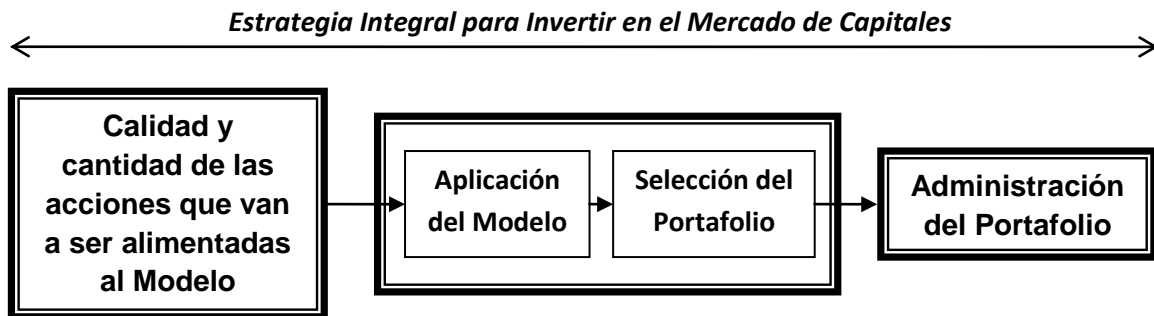 Estrategia Integral para Invertir en el Mercado de Capitales
Calidad y
cantidad de las
acciones que van
a ser alimentadas
al Modelo
Aplicación
del Modelo
Selección del
Portafolio
Administración
del Portafolio